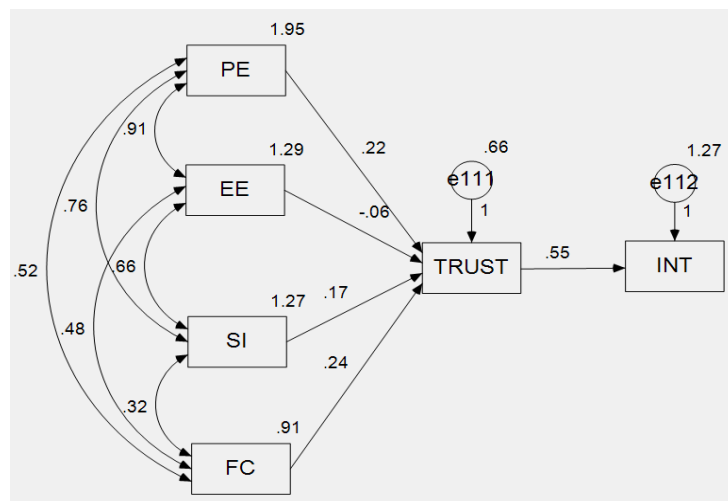 1.95
PE
.91
.22
.66
1.27
1.29
e111
e112
EE
1
1
.76
-.06
.52
.66
TRUST
.55
INT
1.27
.17
.48
SI
.24
.32
.91
FC